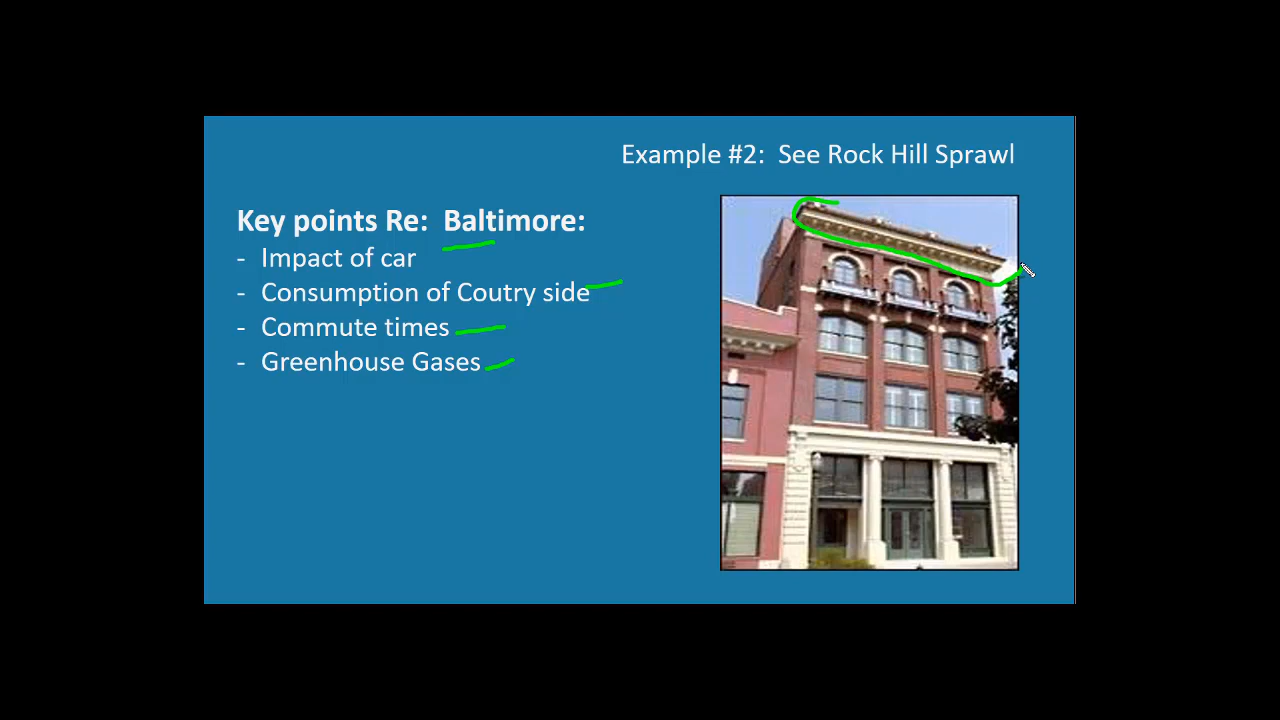 Example #2:  See Rock Hill Sprawl
Key points Re:  Baltimore:
- Impact of car
- Consumption of Coutry side
- Commute times
- Greenhouse Gases